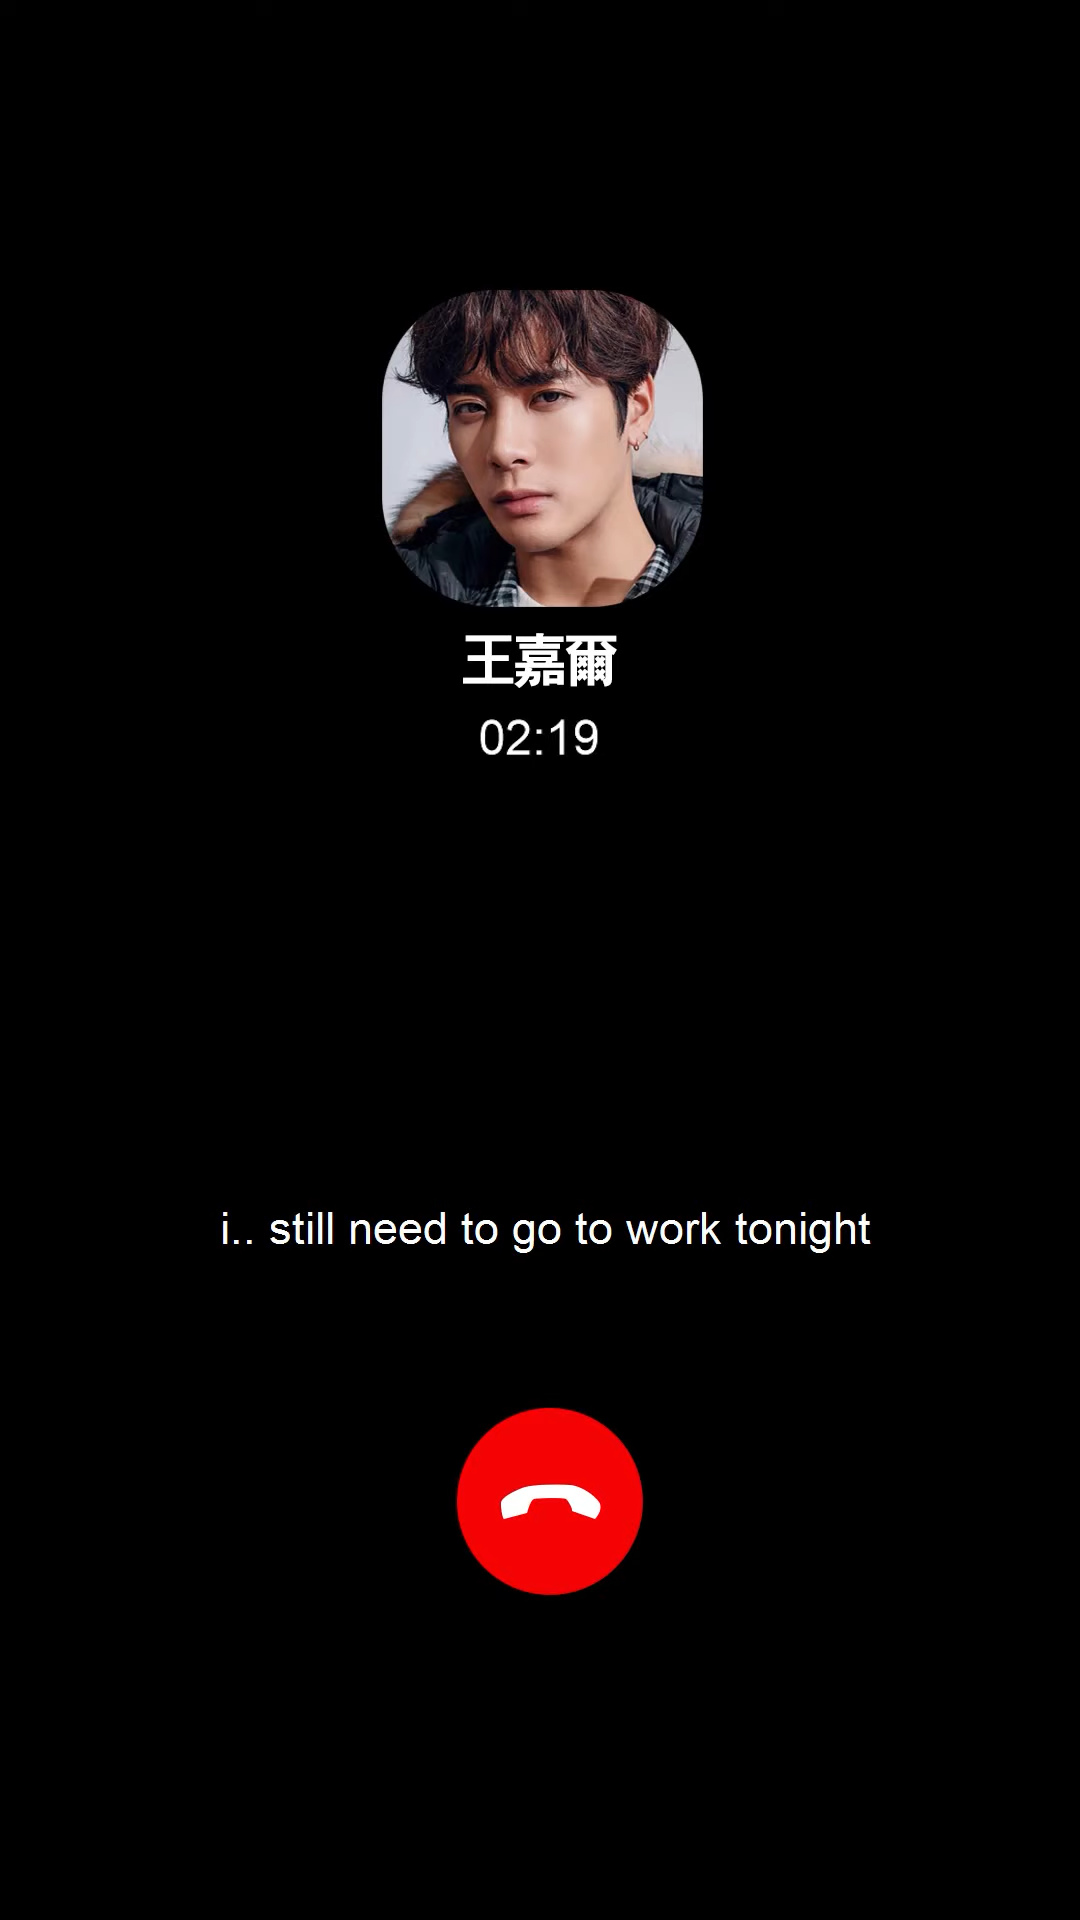 王嘉爾
02:19
i.. still need to go to work tonight